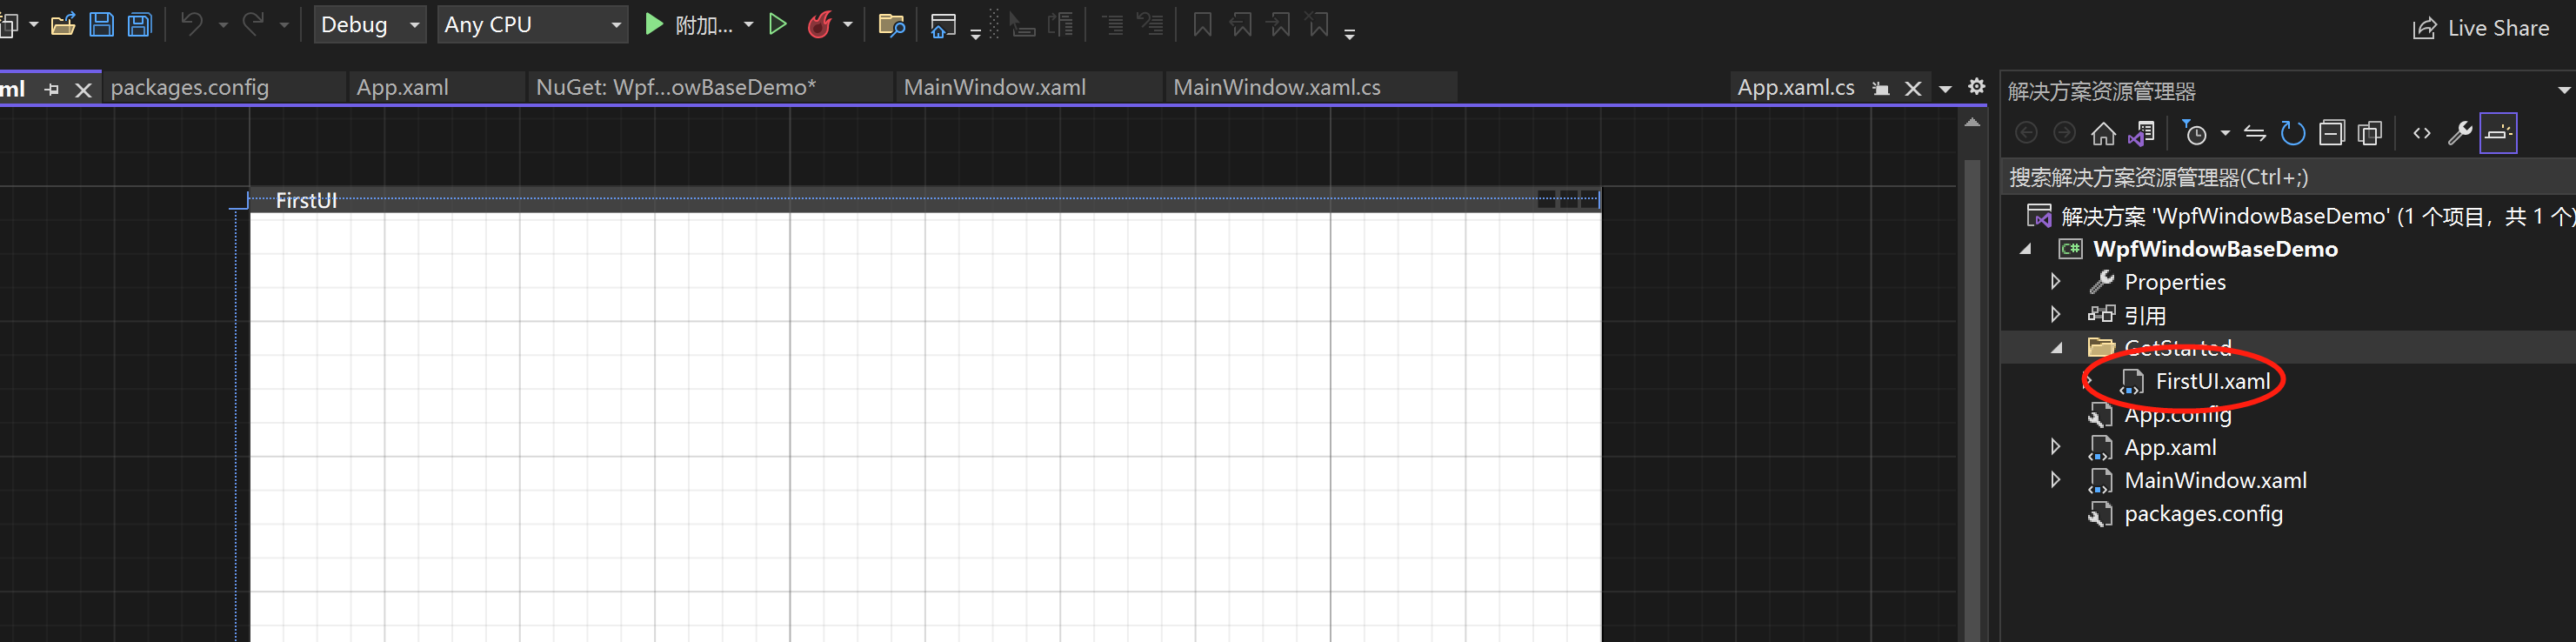 Debug Any CPU 附加... Live Share
ml packages.config App.xaml NuGet: Wpf...owBaseDemo* MainWindow.xaml MainWindow.xaml.cs App.xaml.cs
FirstUI
解决方案资源管理器
搜索解决方案资源管理器(Ctrl+;)
解决方案 'WpfWindowBaseDemo' (1 个项目，共 1 个)
C# WpfWindowBaseDemo
Properties
引用
GetStarted
FirstUI.xaml
App.config
App.xaml
MainWindow.xaml
packages.config